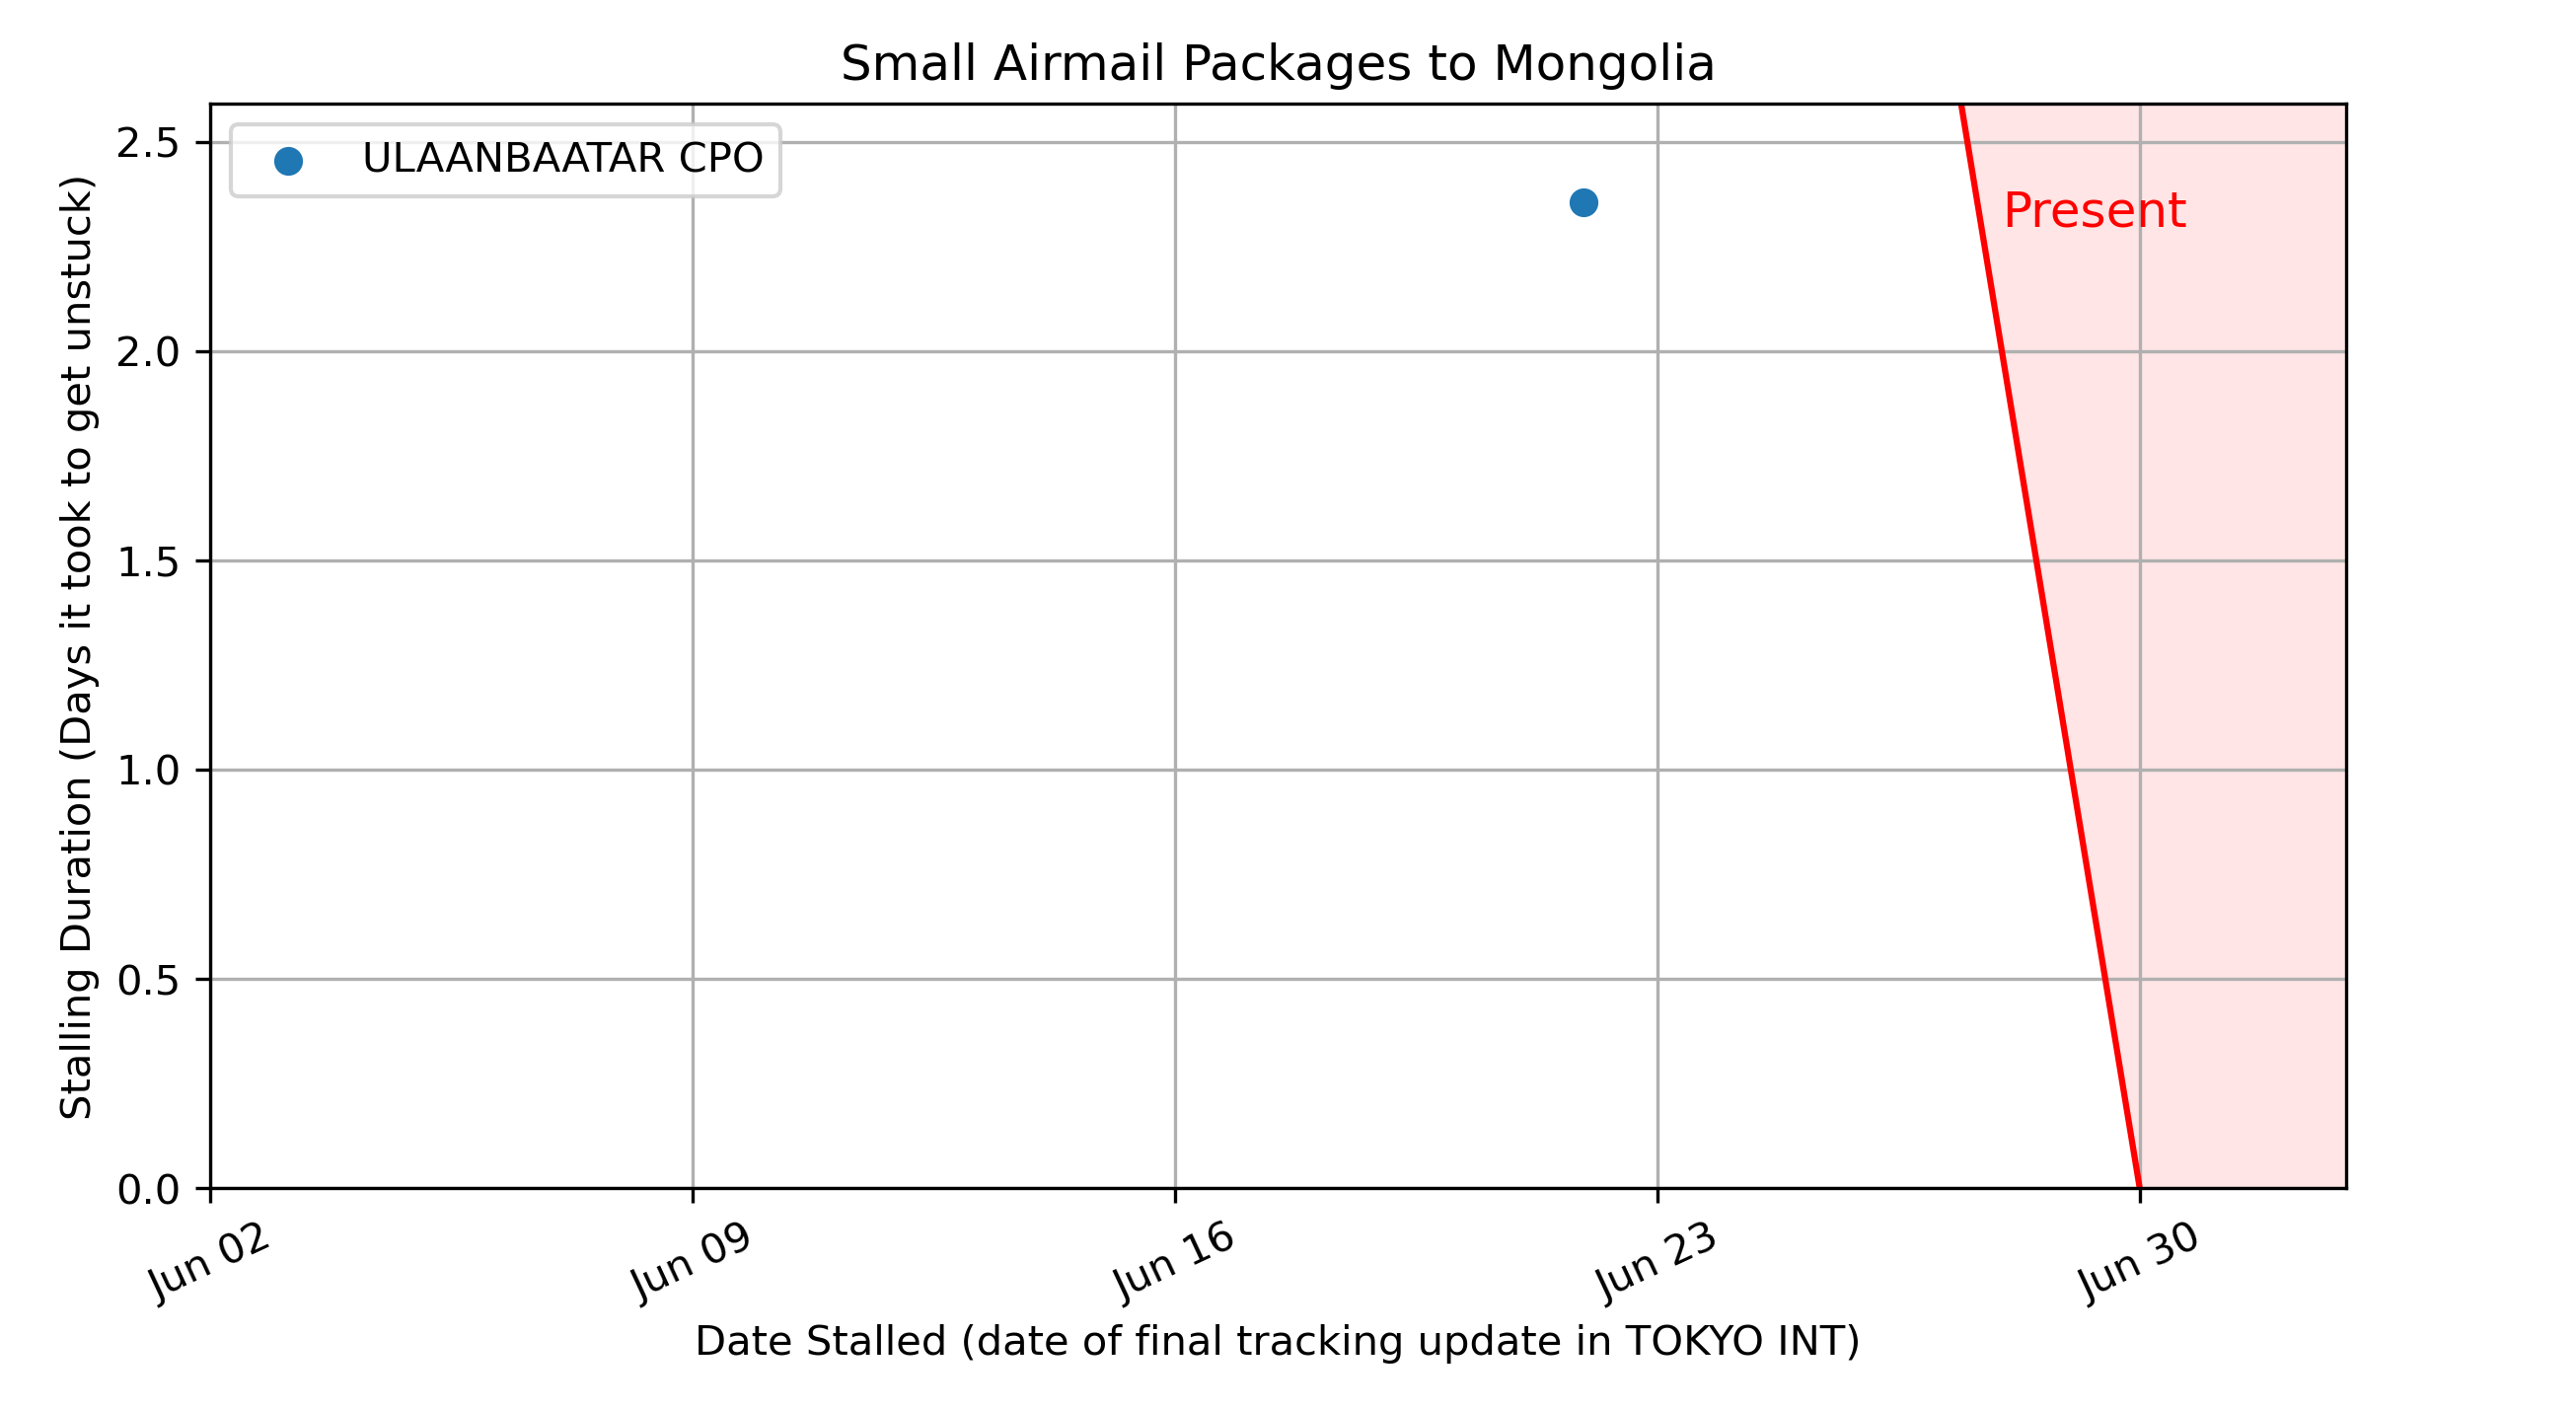 Small Airmail Packages to Mongolia
ULAANBAATAR CPO
Present
Stalling Duration (Days it took to get unstuck)
2.5
2.0
1.5
1.0
0.5
0.0
Jun 02
Jun 09
Jun 16
Jun 23
Jun 30
Date Stalled (date of final tracking update in TOKYO INT)